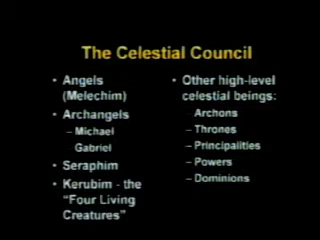 The Celestial Council
• Angels
(Melechim)
• Archangels
– Michael
Gabriel
• Seraphim
• Kerubim - the
"Four Living
Creatures"
• Other high-level
celestial beings:
Archons
– Thrones
– Principalities
– Powers
– Dominions